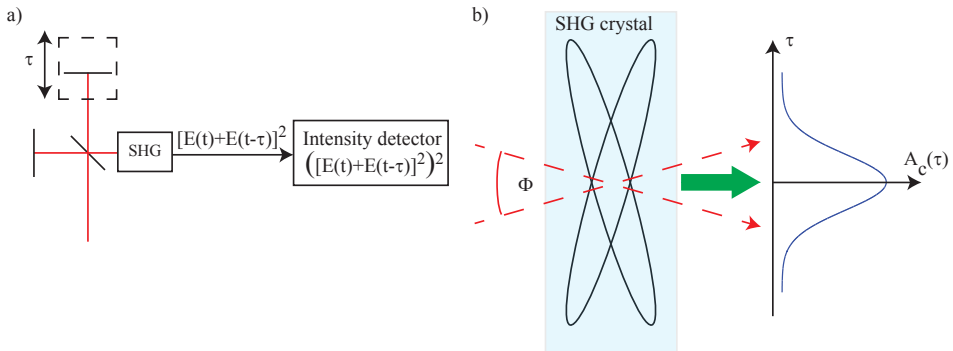 a)
τ
SHG
[E(t)+E(t-τ)]²
Intensity detector
([E(t)+E(t-τ)]²)²
b)
SHG crystal
Φ
τ
A_c(τ)